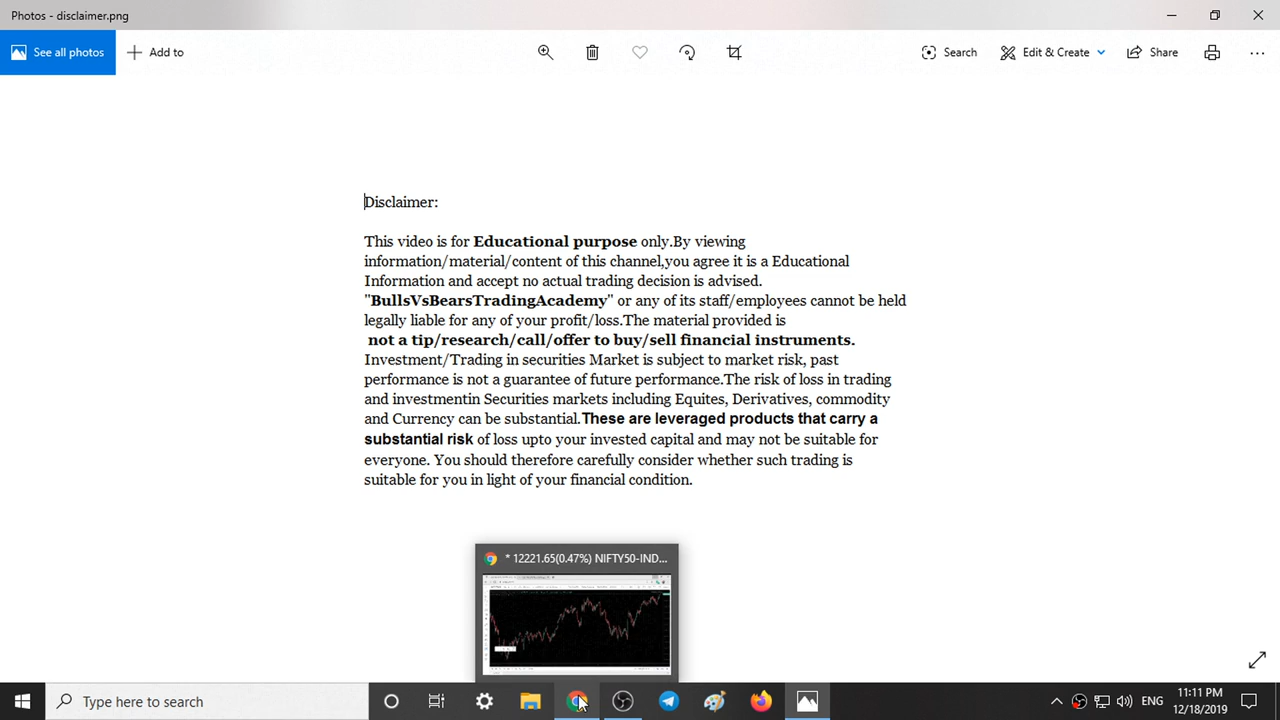 Photos - disclaimer.png
See all photos
Add to
Search
Edit & Create
Share
Disclaimer:
This video is for Educational purpose only.By viewing
information/material/content of this channel,you agree it is a Educational
Information and accept no actual trading decision is advised.
"BullsVsBearsTradingAcademy" or any of its staff/employees cannot be held
legally liable for any of your profit/loss.The material provided is
not a tip/research/call/offer to buy/sell financial instruments.
Investment/Trading in securities Market is subject to market risk, past
performance is not a guarantee of future performance.The risk of loss in trading
and investmentin Securities markets including Equites, Derivatives, commodity
and Currency can be substantial.These are leveraged products that carry a
substantial risk of loss upto your invested capital and may not be suitable for
everyone. You should therefore carefully consider whether such trading is
suitable for you in light of your financial condition.
* 12221.65(0.47%) NIFTY50-IND...
Type here to search
ENG
11:11 PM
12/18/2019